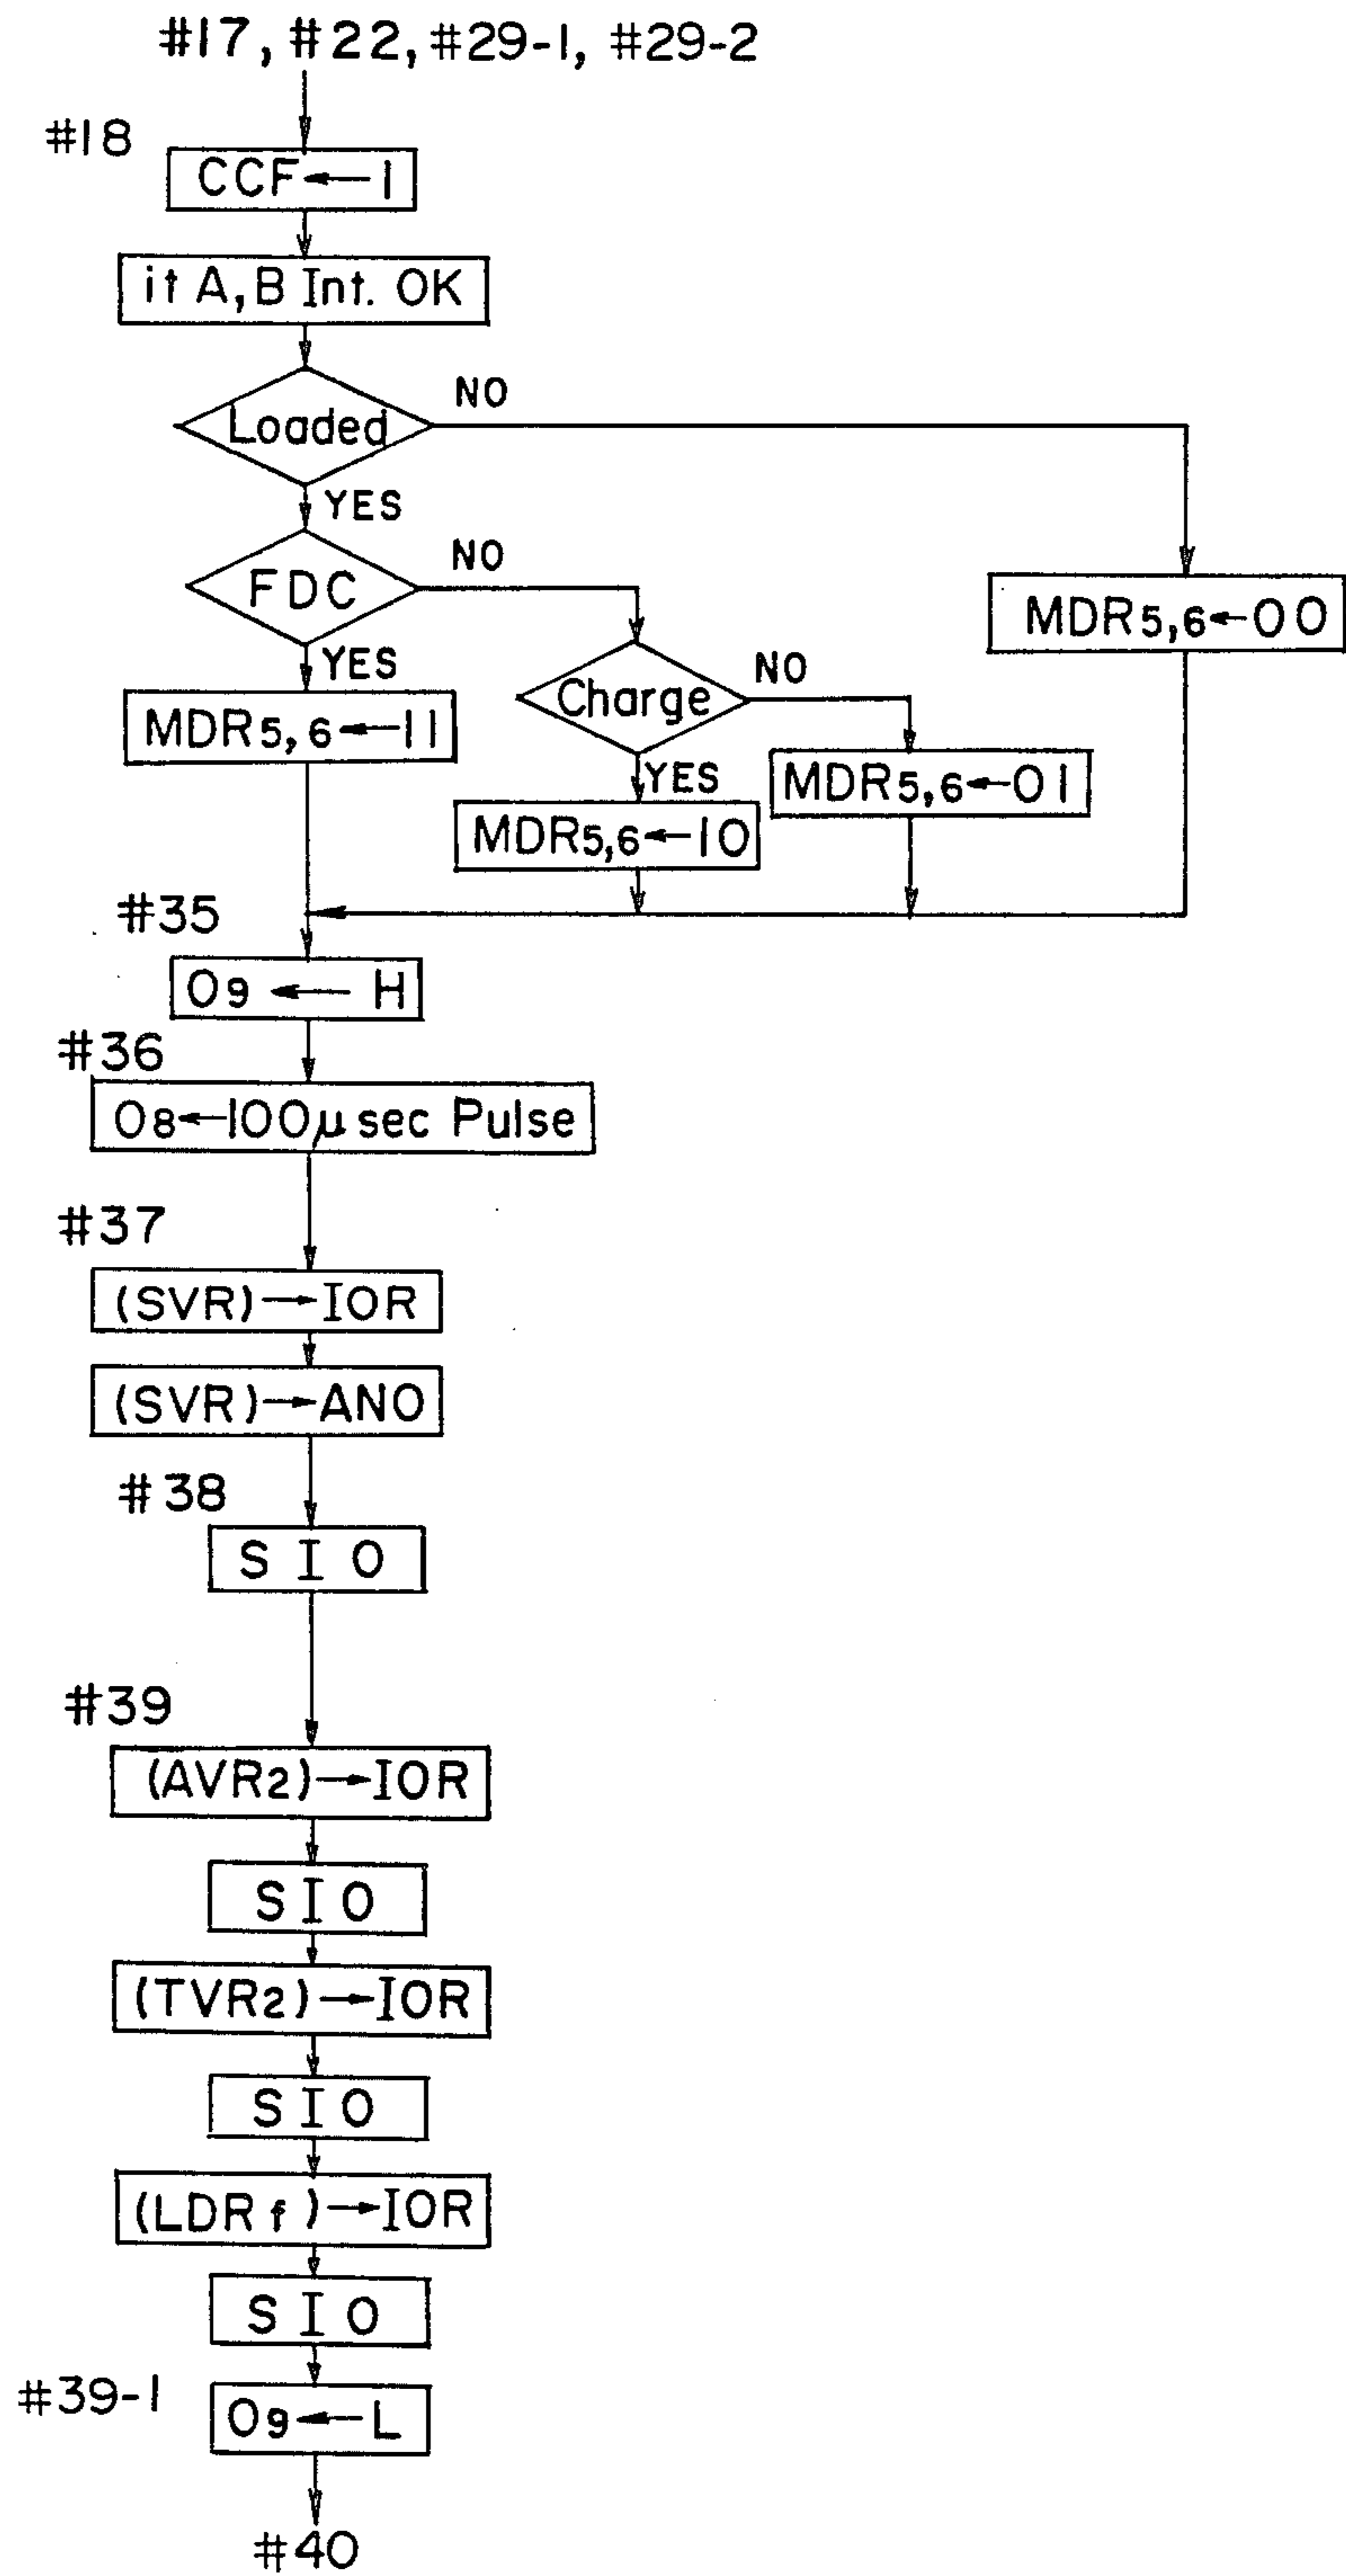 #17, #22, #29-1, #29-2
#18
CCF←1
it A, B Int. OK
Loaded
NO
YES
FDC
NO
MDR5,6←00
YES
Charge
NO
MDR5,6←11
YES
MDR5,6←01
MDR5,6←10
#35
O9 ← H
#36
O8←100μsec Pulse
#37
(SVR)→IOR
(SVR)→ANO
#38
SIO
#39
(AVR2)→IOR
SIO
(TVR2)→IOR
SIO
(LDRf)→IOR
SIO
#39-1
O9←L
#40